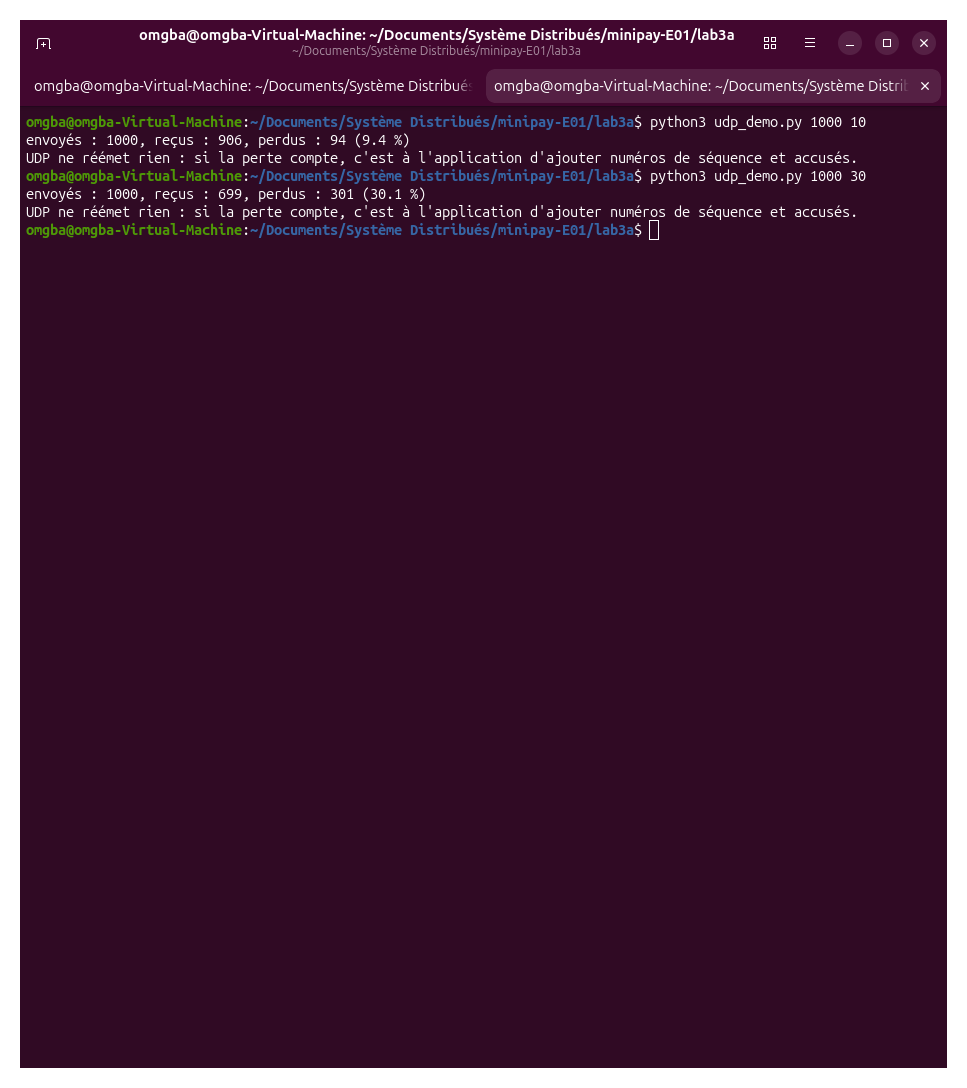 omgba@omgba-Virtual-Machine: ~/Documents/Système Distribués/minipay-E01/lab3a
~/Documents/Système Distribués/minipay-E01/lab3a
omgba@omgba-Virtual-Machine: ~/Documents/Système Distribués
omgba@omgba-Virtual-Machine: ~/Documents/Système Distrib
omgba@omgba-Virtual-Machine:~/Documents/Système Distribués/minipay-E01/lab3a$ python3 udp_demo.py 1000 10
envoyés : 1000, reçus : 906, perdus : 94 (9.4 %)
UDP ne réémet rien : si la perte compte, c'est à l'application d'ajouter numéros de séquence et accusés.
omgba@omgba-Virtual-Machine:~/Documents/Système Distribués/minipay-E01/lab3a$ python3 udp_demo.py 1000 30
envoyés : 1000, reçus : 699, perdus : 301 (30.1 %)
UDP ne réémet rien : si la perte compte, c'est à l'application d'ajouter numéros de séquence et accusés.
omgba@omgba-Virtual-Machine:~/Documents/Système Distribués/minipay-E01/lab3a$